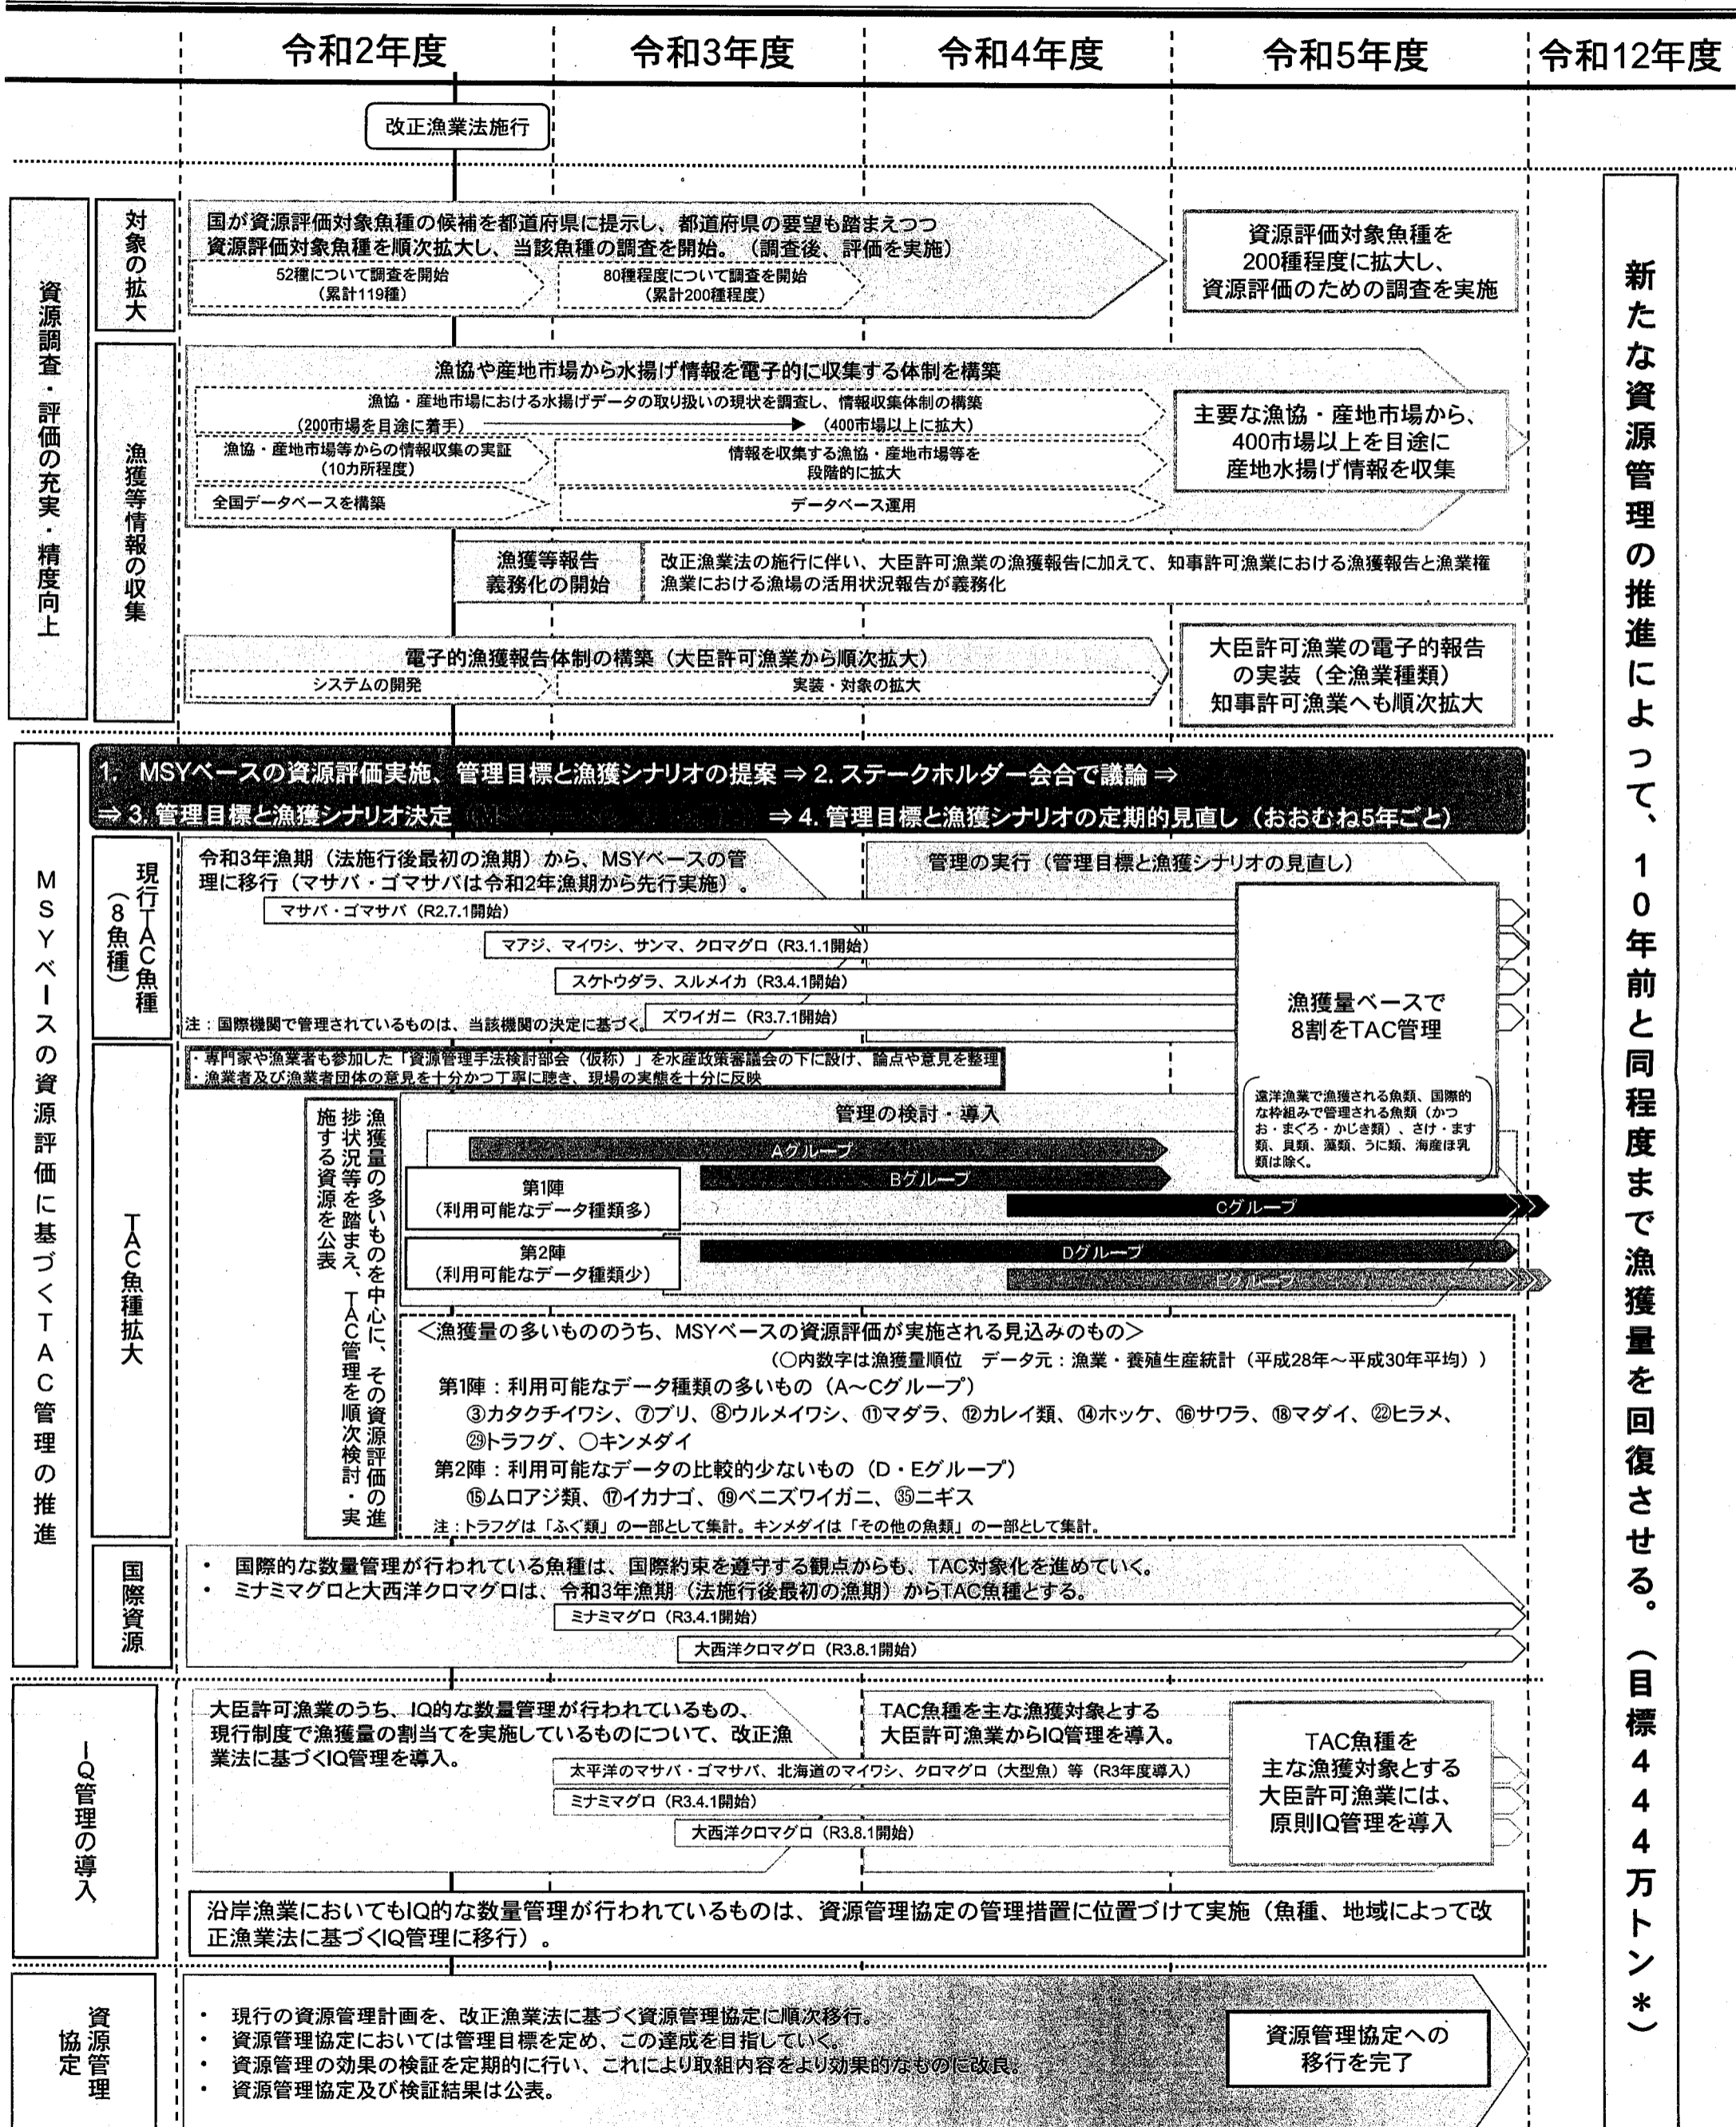 令和2年度
令和3年度
令和4年度
令和5年度
令和12年度
改正漁業法施行
資源調査・評価の充実・精度向上
対象の拡大
国が資源評価対象魚種の候補を都道府県に提示し、都道府県の要望も踏まえつつ
資源評価対象魚種を順次拡大し、当該魚種の調査を開始。（調査後、評価を実施）
52種について調査を開始
（累計119種）
80種程度について調査を開始
（累計200種程度）
資源評価対象魚種を
200種程度に拡大し、
資源評価のための調査を実施
漁獲等情報の収集
漁協や産地市場から水揚げ情報を電子的に収集する体制を構築
漁協・産地市場における水揚げデータの取り扱いの現状を調査し、情報収集体制の構築
（200市場を目途に着手）
（400市場以上に拡大）
漁協・産地市場等からの情報収集の実証
（10カ所程度）
情報を収集する漁協・産地市場等を
段階的に拡大
全国データベースを構築
データベース運用
主要な漁協・産地市場から、
400市場以上を目途に
産地水揚げ情報を収集
漁獲等報告
義務化の開始
改正漁業法の施行に伴い、大臣許可漁業の漁獲報告に加えて、知事許可漁業における漁獲報告と漁業権
漁業における漁場の活用状況報告が義務化
電子的漁獲報告体制の構築（大臣許可漁業から順次拡大）
システムの開発
実装・対象の拡大
大臣許可漁業の電子的報告
の実装（全漁業種類）
知事許可漁業へも順次拡大
MSYベースの資源評価に基づくTAC管理の推進
1. MSYベースの資源評価実施、管理目標と漁獲シナリオの提案 ⇒ 2. ステークホルダー会合で議論 ⇒
⇒ 3. 管理目標と漁獲シナリオ決定
⇒ 4. 管理目標と漁獲シナリオの定期的見直し（おおむね5年ごと）
現行TAC魚種
（8魚種）
令和3年漁期（法施行後最初の漁期）から、MSYベースの管
理に移行（マサバ・ゴマサバは令和2年漁期から先行実施）。
管理の実行（管理目標と漁獲シナリオの見直し）
マサバ・ゴマサバ（R2.7.1開始）
マアジ、マイワシ、サンマ、クロマグロ（R3.1.1開始）
スケトウダラ、スルメイカ（R3.4.1開始）
ズワイガニ（R3.7.1開始）
注：国際機関で管理されているものは、当該機関の決定に基づく。
漁獲量ベースで
8割をTAC管理
遠洋漁業で漁獲される魚類、国際的
な枠組みで管理される魚類（かつ
お・まぐろ・かじき類）、さけ・ます
類、貝類、藻類、うに類、海産ほ乳
類は除く。
TAC魚種拡大
・専門家や漁業者も参加した「資源管理手法検討部会（仮称）」を水産政策審議会の下に設け、論点や意見を整理
・漁業者及び漁業者団体の意見を十分かつ丁寧に聴き、現場の実態を十分に反映
漁獲量の多いものを中心に、その資源評価の進
捗状況等を踏まえ、TAC管理を順次検討・実
施する資源を公表
管理の検討・導入
Aグループ
Bグループ
Cグループ
第1陣
（利用可能なデータ種類多）
Dグループ
Eグループ
第2陣
（利用可能なデータ種類少）
＜漁獲量の多いもののうち、MSYベースの資源評価が実施される見込みのもの＞
（○内数字は漁獲量順位 データ元：漁業・養殖生産統計（平成28年～平成30年平均））
第1陣：利用可能なデータ種類の多いもの（A～Cグループ）
③カタクチイワシ、⑦ブリ、⑧ウルメイワシ、⑪マダラ、⑫カレイ類、⑭ホッケ、⑯サワラ、⑱マダイ、㉒ヒラメ、
㉙トラフグ、○キンメダイ
第2陣：利用可能なデータの比較的少ないもの（D・Eグループ）
⑮ムロアジ類、⑰イカナゴ、⑲ベニズワイガニ、㉟ニギス
注：トラフグは「ふぐ類」の一部として集計。キンメダイは「その他の魚類」の一部として集計。
国際資源
・ 国際的な数量管理が行われている魚種は、国際約束を遵守する観点からも、TAC対象化を進めていく。
・ ミナミマグロと大西洋クロマグロは、令和3年漁期（法施行後最初の漁期）からTAC魚種とする。
ミナミマグロ（R3.4.1開始）
大西洋クロマグロ（R3.8.1開始）
IQ管理の導入
大臣許可漁業のうち、IQ的な数量管理が行われているもの、
現行制度で漁獲量の割当てを実施しているものについて、改正漁
業法に基づくIQ管理を導入。
TAC魚種を主な漁獲対象とする
大臣許可漁業からIQ管理を導入。
太平洋のマサバ・ゴマサバ、北海道のマイワシ、クロマグロ（大型魚）等（R3年度導入）
ミナミマグロ（R3.4.1開始）
大西洋クロマグロ（R3.8.1開始）
TAC魚種を
主な漁獲対象とする
大臣許可漁業には、
原則IQ管理を導入
沿岸漁業においてもIQ的な数量管理が行われているものは、資源管理協定の管理措置に位置づけて実施（魚種、地域によって改
正漁業法に基づくIQ管理に移行）。
資源管理
協定
・ 現行の資源管理計画を、改正漁業法に基づく資源管理協定に順次移行。
・ 資源管理協定においては管理目標を定め、この達成を目指していく。
・ 資源管理の効果の検証を定期的に行い、これにより取組内容をより効果的なものに改良。
・ 資源管理協定及び検証結果は公表。
資源管理協定への
移行を完了
新たな資源管理の推進によって、10年前と同程度まで漁獲量を回復させる。（目標444万トン＊）